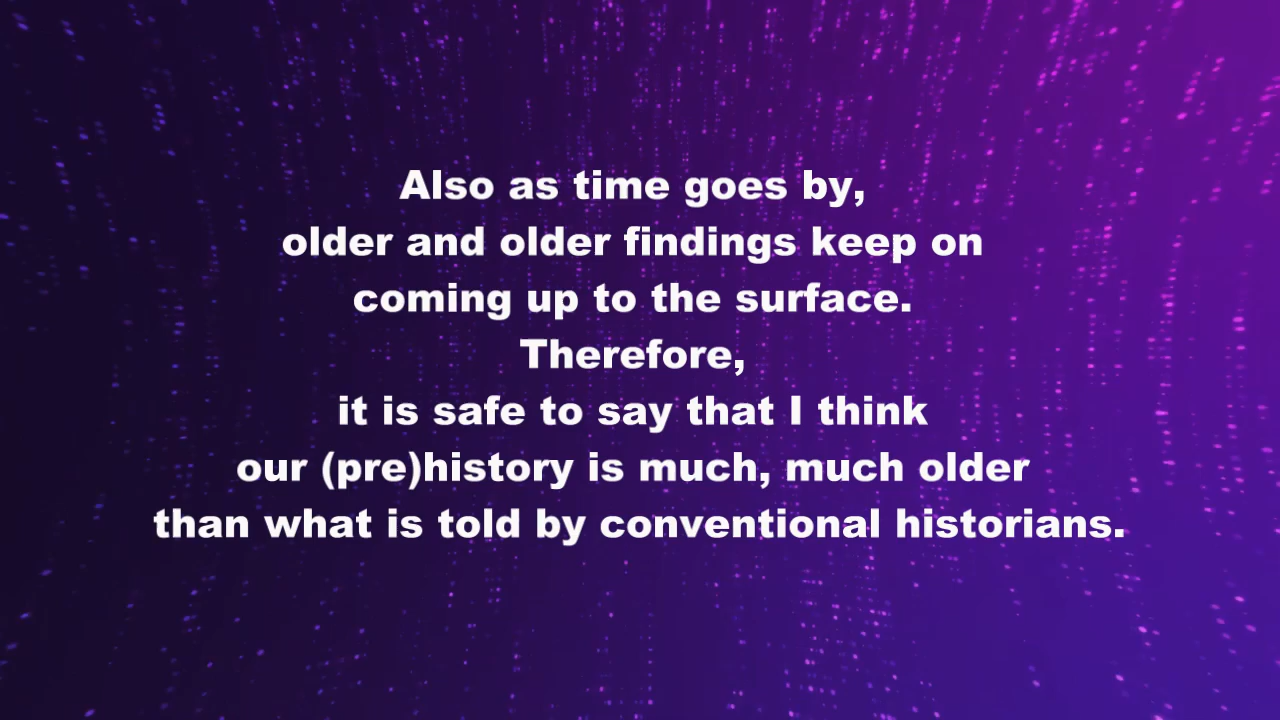 Also as time goes by,
older and older findings keep on
coming up to the surface.
Therefore,
it is safe to say that I think
our (pre)history is much, much older
than what is told by conventional historians.